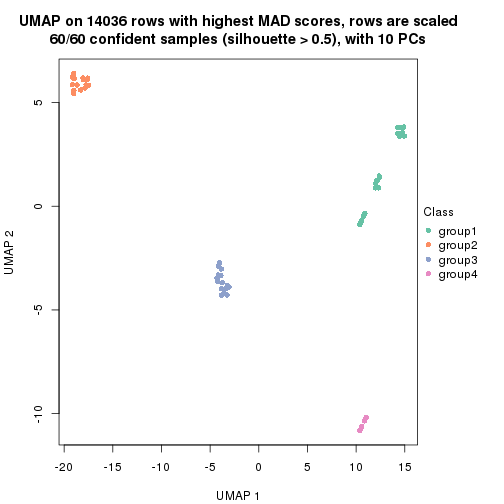 UMAP on 14036 rows with highest MAD scores, rows are scaled
60/60 confident samples (silhouette > 0.5), with 10 PCs
5
0
-5
-10
UMAP 2
-20
-15
-10
-5
0
5
10
15
UMAP 1
Class
group1
group2
group3
group4